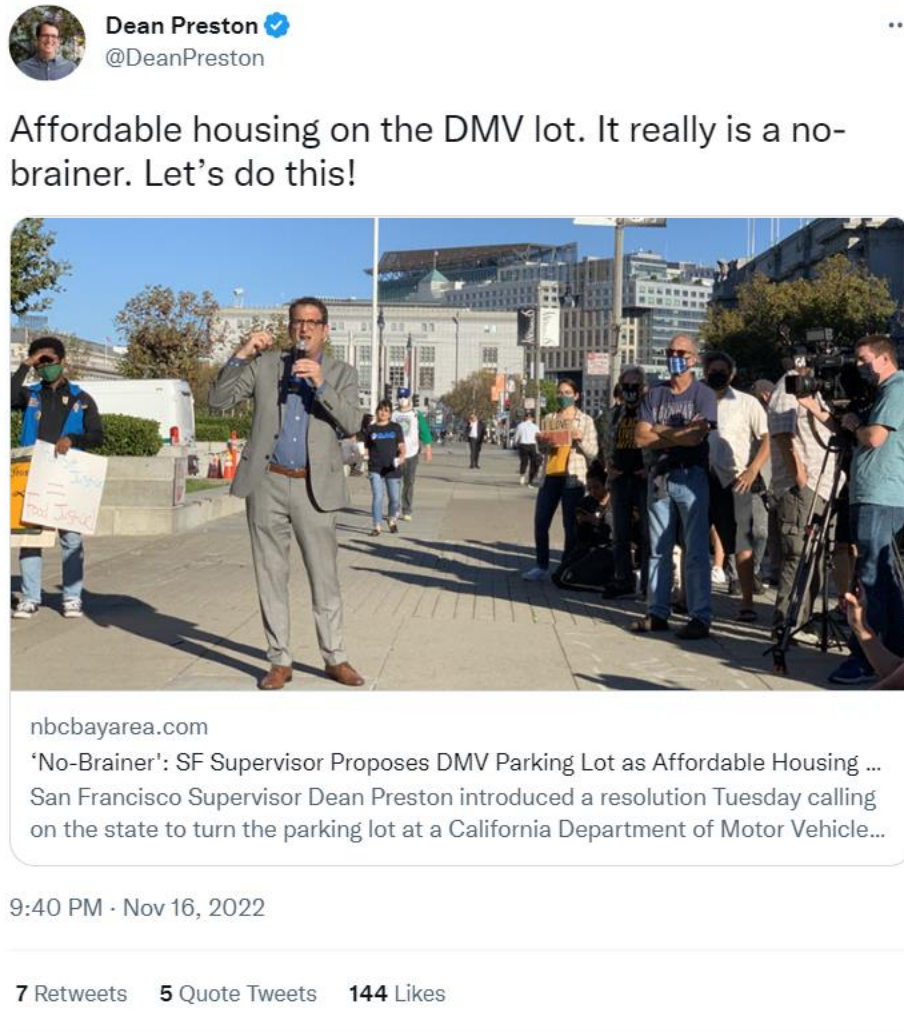 Dean Preston
@DeanPreston
Affordable housing on the DMV lot. It really is a no-
brainer. Let’s do this!
I LOVE
Food Justice
nbcbayarea.com
‘No-Brainer': SF Supervisor Proposes DMV Parking Lot as Affordable Housing ...
San Francisco Supervisor Dean Preston introduced a resolution Tuesday calling
on the state to turn the parking lot at a California Department of Motor Vehicle...
9:40 PM · Nov 16, 2022
7 Retweets 5 Quote Tweets 144 Likes